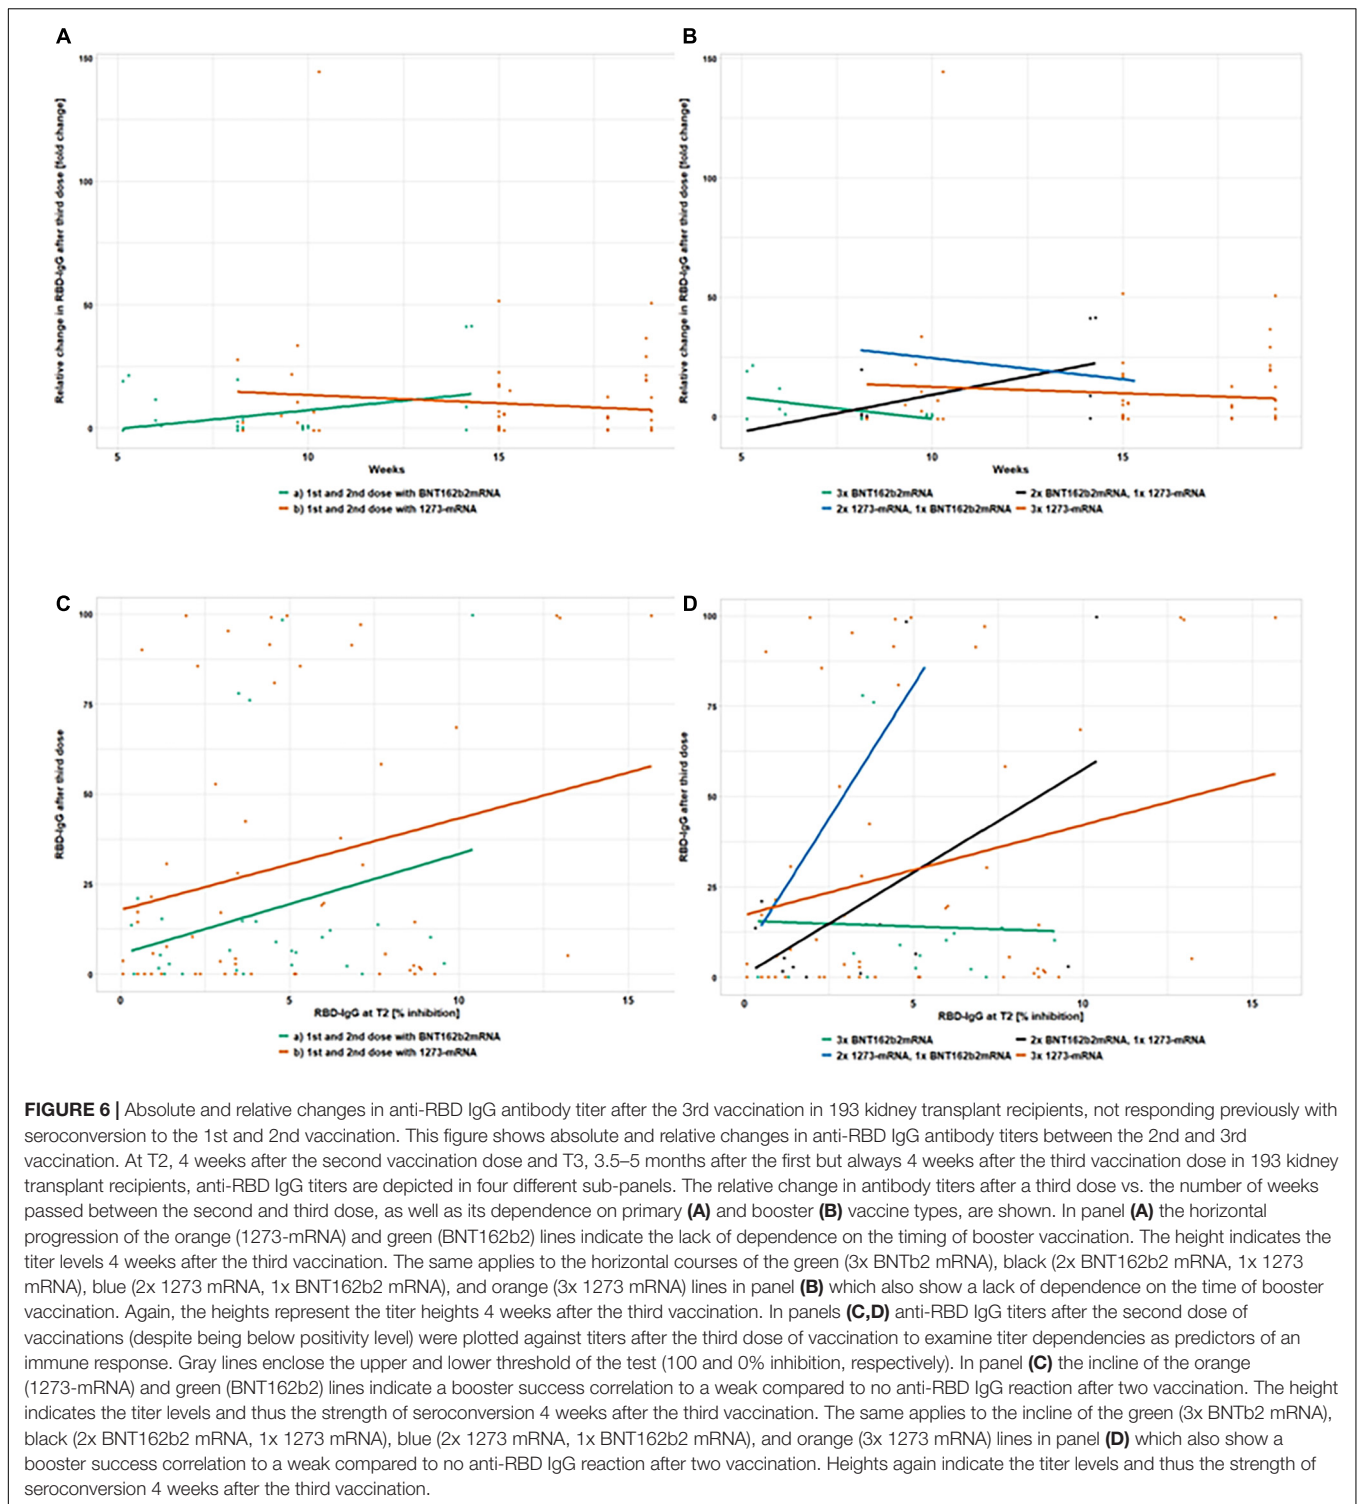 A
B
Relative change in RBD-IgG after third dose [fold change]
150
100
50
0
5
10
15
Weeks
a) 1st and 2nd dose with BNT162b2mRNA
b) 1st and 2nd dose with 1273-mRNA
Relative change in RBD-IgG after third dose [fold change]
150
100
50
0
5
10
15
Weeks
3x BNT162b2mRNA
2x BNT162b2mRNA, 1x 1273-mRNA
2x 1273-mRNA, 1x BNT162b2mRNA
3x 1273-mRNA
C
D
RBD-IgG after third dose
100
75
50
25
0
0
5
10
15
RBD-IgG at T2 [% inhibition]
a) 1st and 2nd dose with BNT162b2mRNA
b) 1st and 2nd dose with 1273-mRNA
RBD-IgG after third dose
100
75
50
25
0
0
5
10
15
RBD-IgG at T2 [% inhibition]
3x BNT162b2mRNA
2x BNT162b2mRNA, 1x 1273-mRNA
2x 1273-mRNA, 1x BNT162b2mRNA
3x 1273-mRNA
FIGURE 6 | Absolute and relative changes in anti-RBD IgG antibody titer after the 3rd vaccination in 193 kidney transplant recipients, not responding previously with
seroconversion to the 1st and 2nd vaccination. This figure shows absolute and relative changes in anti-RBD IgG antibody titers between the 2nd and 3rd
vaccination. At T2, 4 weeks after the second vaccination dose and T3, 3.5–5 months after the first but always 4 weeks after the third vaccination dose in 193 kidney
transplant recipients, anti-RBD IgG titers are depicted in four different sub-panels. The relative change in antibody titers after a third dose vs. the number of weeks
passed between the second and third dose, as well as its dependence on primary (A) and booster (B) vaccine types, are shown. In panel (A) the horizontal
progression of the orange (1273-mRNA) and green (BNT162b2) lines indicate the lack of dependence on the timing of booster vaccination. The height indicates the
titer levels 4 weeks after the third vaccination. The same applies to the horizontal courses of the green (3x BNTb2 mRNA), black (2x BNT162b2 mRNA, 1x 1273
mRNA), blue (2x 1273 mRNA, 1x BNT162b2 mRNA), and orange (3x 1273 mRNA) lines in panel (B) which also show a lack of dependence on the time of booster
vaccination. Again, the heights represent the titer heights 4 weeks after the third vaccination. In panels (C,D) anti-RBD IgG titers after the second dose of
vaccinations (despite being below positivity level) were plotted against titers after the third dose of vaccination to examine titer dependencies as predictors of an
immune response. Gray lines enclose the upper and lower threshold of the test (100 and 0% inhibition, respectively). In panel (C) the incline of the orange
(1273-mRNA) and green (BNT162b2) lines indicate a booster success correlation to a weak compared to no anti-RBD IgG reaction after two vaccination. The height
indicates the titer levels and thus the strength of seroconversion 4 weeks after the third vaccination. The same applies to the incline of the green (3x BNTb2 mRNA),
black (2x BNT162b2 mRNA, 1x 1273 mRNA), blue (2x 1273 mRNA, 1x BNT162b2 mRNA), and orange (3x 1273 mRNA) lines in panel (D) which also show a
booster success correlation to a weak compared to no anti-RBD IgG reaction after two vaccination. Heights again indicate the titer levels and thus the strength of
seroconversion 4 weeks after the third vaccination.